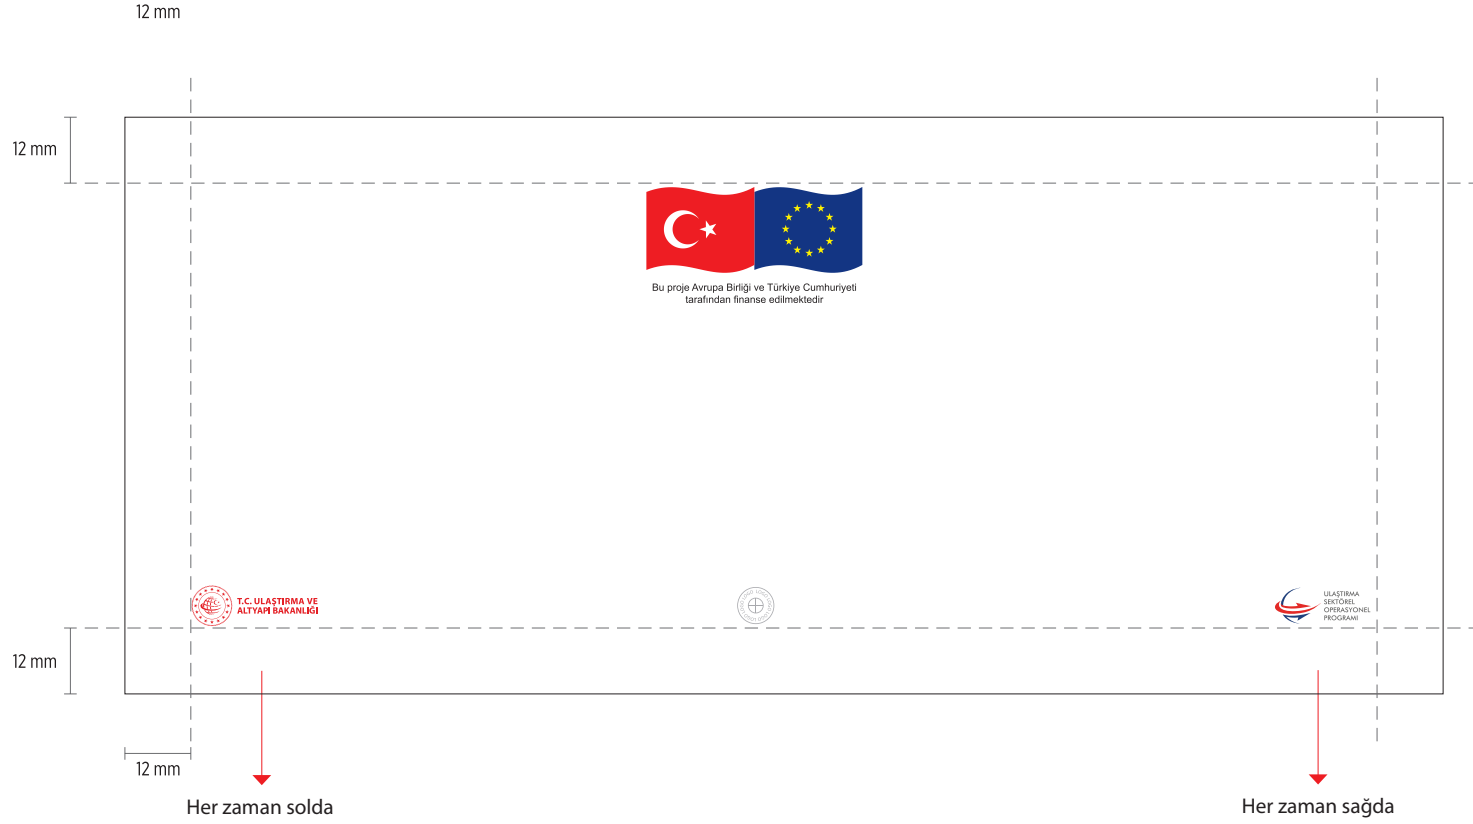 12 mm
12 mm
Bu proje Avrupa Birliği ve Türkiye Cumhuriyeti
tarafından finanse edilmektedir
T.C. ULAŞTIRMA VE
ALTYAPI BAKANLIĞI
ULAŞTIRMA
SEKTÖREL
OPERASYONEL
PROGRAMI
12 mm
12 mm
Her zaman solda
Her zaman sağda